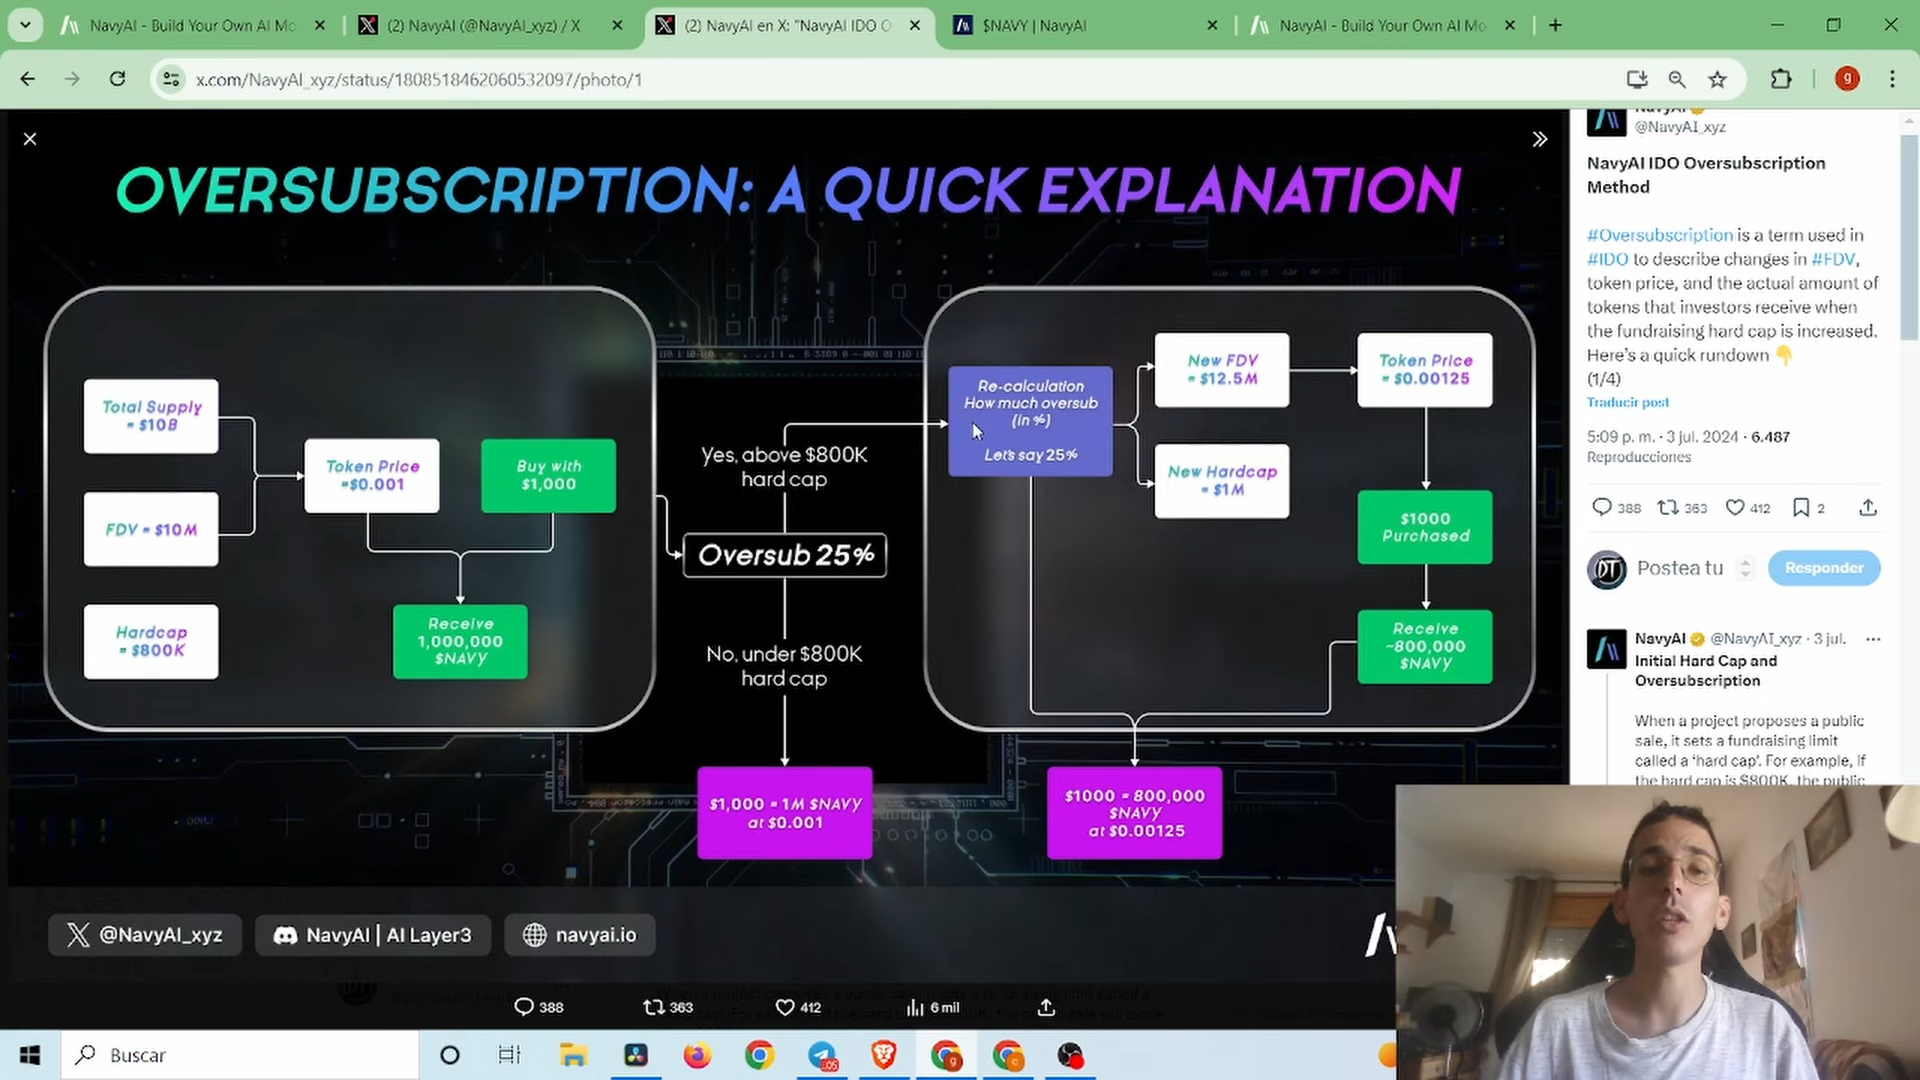 NavyAI - Build Your Own AI Mo
(2) NavyAI (@NavyAI_xyz) / X
(2) NavyAI en X: "NavyAI IDO O
$NAVY | NavyAI
NavyAI - Build Your Own AI Mo
x.com/NavyAI_xyz/status/1808518462060532097/photo/1
g
OVERSUBSCRIPTION: A QUICK EXPLANATION
Total Supply
= $10B
FDV = $10M
Hardcap
= $800K
Token Price
=$0.001
Buy with
$1,000
Receive
1,000,000
$NAVY
Yes, above $800K
hard cap
Oversub 25%
No, under $800K
hard cap
$1,000 = 1M $NAVY
at $0.001
Re-calculation
How much oversub
(in %)
Let's say 25%
New FDV
= $12.5M
New Hardcap
= $1M
Token Price
= $0.00125
$1000
Purchased
Receive
~800,000
$NAVY
$1000 = 800,000
$NAVY
at $0.00125
@NavyAI_xyz
NavyAI | AI Layer3
navyai.io
388
363
412
6 mil
NavyAI
@NavyAI_xyz
NavyAI IDO Oversubscription
Method
#Oversubscription is a term used in
#IDO to describe changes in #FDV,
token price, and the actual amount of
tokens that investors receive when
the fundraising hard cap is increased.
Here's a quick rundown 👇
(1/4)
Traducir post
5:09 p. m. · 3 jul. 2024 · 6.487
Reproducciones
388
363
412
2
Postea tu
Responder
NavyAI @NavyAI_xyz · 3 jul.
Initial Hard Cap and
Oversubscription
When a project proposes a public
sale, it sets a fundraising limit
called a 'hard cap'. For example, if
the hard cap is $800K, the public
Buscar